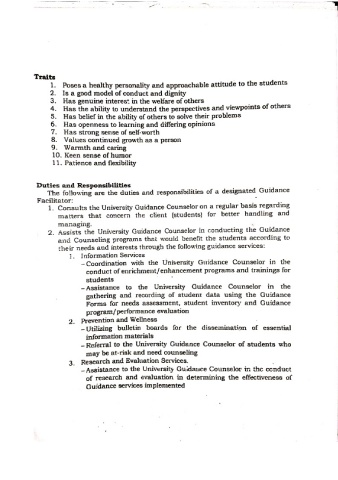 Traits
1. Poses a healthy personality and approachable attitude to the students
2. Is a good model of conduct and dignity
3. Has genuine interest in the welfare of others
4. Has the ability to understand the perspectives and viewpoints of others
5. Has belief in the ability of others to solve their problems
6. Has openness to learning and differing opinions
7. Has strong sense of self-worth
8. Values continued growth as a person
9. Warmth and caring
10. Keen sense of humor
11. Patience and flexibility
Duties and Responsibilities
The following are the duties and responsibilities of a designated Guidance
Facilitator:
1. Consults the University Guidance Counselor on a regular basis regarding
matters that concern the client (students) for better handling and
managing.
2. Assists the University Guidance Counselor in conducting the Guidance
and Counseling programs that would benefit the students according to
their needs and interests through the following guidance services:
1. Information Services
- Coordination with the University Guidance Counselor in the
conduct of enrichment/enhancement programs and trainings for
students
- Assistance to the University Guidance Counselor in the
gathering and recording of student data using the Guidance
Forms for needs assessment, student inventory and Guidance
program/performance evaluation
2. Prevention and Wellness
- Utilizing bulletin boards for the dissemination of essential
information materials
- Referral to the University Guidance Counselor of students who
may be at-risk and need counseling
3. Research and Evaluation Services.
- Assistance to the University Guidance Counselor in the conduct
of research and evaluation in determining the effectiveness of
Guidance services implemented